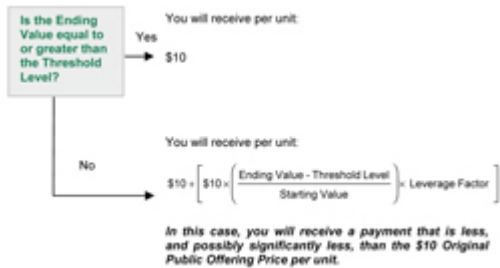 Is the Ending
Value equal to
or greater than
the Threshold
Level?
Yes
You will receive per unit:
$10
No
You will receive per unit:
$10 + [ $10 × ( Ending Value - Threshold Level / Starting Value ) × Leverage Factor ]
In this case, you will receive a payment that is less,
and possibly significantly less, than the $10 Original
Public Offering Price per unit.